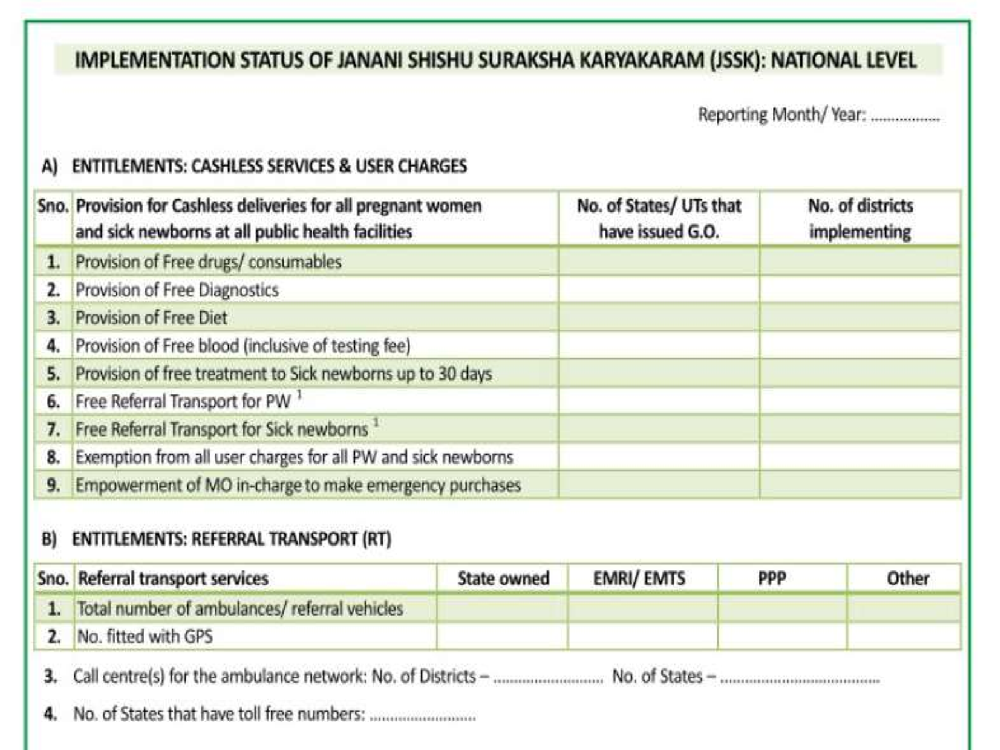 IMPLEMENTATION STATUS OF JANANI SHISHU SURAKSHA KARYAKARAM (JSSK): NATIONAL LEVEL
Reporting Month/ Year: .................
A) ENTITLEMENTS: CASHLESS SERVICES & USER CHARGES
Sno. Provision for Cashless deliveries for all pregnant women and sick newborns at all public health facilities No. of States/ UTs that have issued G.O. No. of districts implementing
1. Provision of Free drugs/ consumables
2. Provision of Free Diagnostics
3. Provision of Free Diet
4. Provision of Free blood (inclusive of testing fee)
5. Provision of free treatment to Sick newborns up to 30 days
6. Free Referral Transport for PW 1
7. Free Referral Transport for Sick newborns 1
8. Exemption from all user charges for all PW and sick newborns
9. Empowerment of MO in-charge to make emergency purchases
B) ENTITLEMENTS: REFERRAL TRANSPORT (RT)
Sno. Referral transport services State owned EMRI/ EMTS PPP Other
1. Total number of ambulances/ referral vehicles
2. No. fitted with GPS
3. Call centre(s) for the ambulance network: No. of Districts – ........................... No. of States – .......................................
4. No. of States that have toll free numbers: ..........................